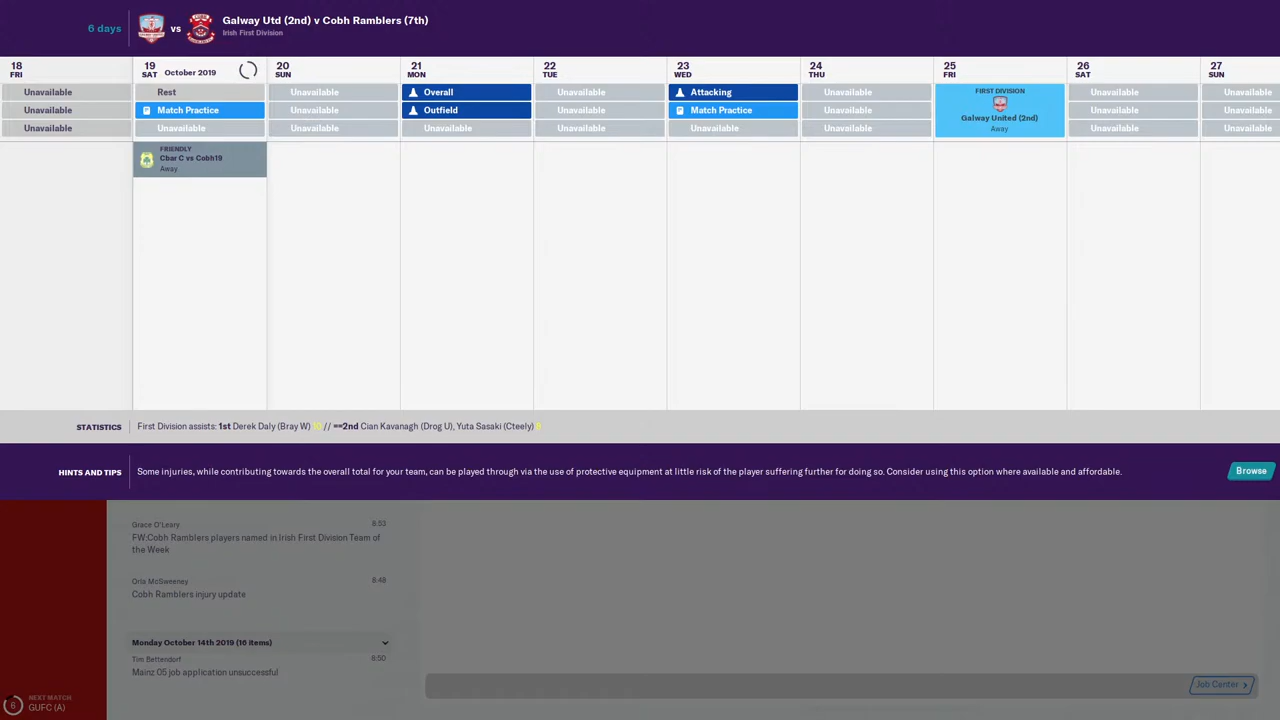 6 days
vs
Galway Utd (2nd) v Cobh Ramblers (7th)
Irish First Division
18 FRI
19 SAT October 2019
20 SUN
21 MON
22 TUE
23 WED
24 THU
25 FRI
26 SAT
27 SUN
Unavailable Rest Unavailable Overall Unavailable Attacking Unavailable FIRST DIVISION Unavailable Unavailable
Unavailable Match Practice Unavailable Outfield Unavailable Match Practice Unavailable Galway United (2nd) Unavailable Unavailable
Unavailable Unavailable Unavailable Unavailable Unavailable Unavailable Unavailable Away Unavailable Unavailable
FRIENDLY
Cbar C vs Cobh19
Away
STATISTICS First Division assists: 1st Derek Daly (Bray W) // ==2nd Cian Kavanagh (Drog U), Yuta Sasaki (Cteely)
HINTS AND TIPS Some injuries, while contributing towards the overall total for your team, can be played through via the use of protective equipment at little risk of the player suffering further for doing so. Consider using this option where available and affordable. Browse
Grace O'Leary 8:53
FW:Cobh Ramblers players named in Irish First Division Team of
the Week
Orla McSweeney 8:48
Cobh Ramblers injury update
Monday October 14th 2019 (16 items)
Tim Bettendorf 8:50
Mainz 05 job application unsuccessful
Job Center
6 NEXT MATCH
GUFC (A)